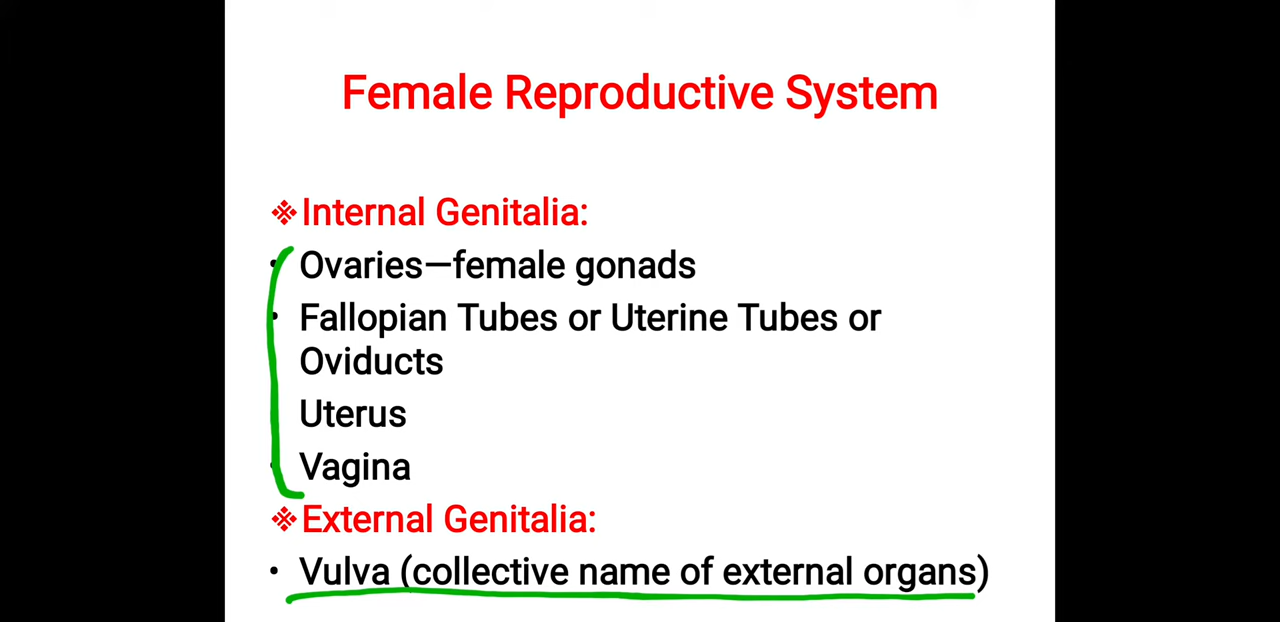 Female Reproductive System
❖Internal Genitalia:
• Ovaries—female gonads
• Fallopian Tubes or Uterine Tubes or
Oviducts
Uterus
• Vagina
❖External Genitalia:
• Vulva (collective name of external organs)